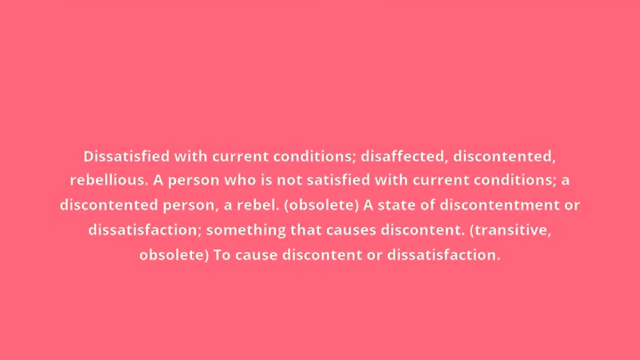 Dissatisfied with current conditions; disaffected, discontented,
rebellious. A person who is not satisfied with current conditions; a
discontented person, a rebel. (obsolete) A state of discontentment or
dissatisfaction; something that causes discontent. (transitive,
obsolete) To cause discontent or dissatisfaction.